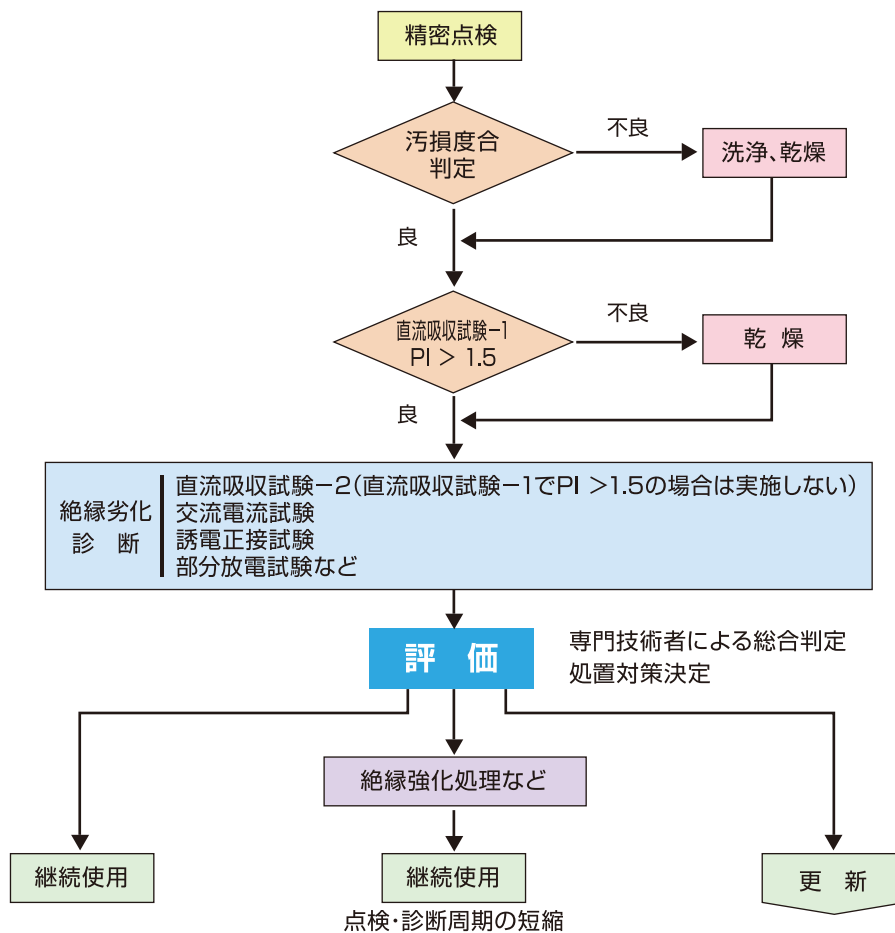 精密点検
汚損度合
判定
不良
洗浄、乾燥
良
直流吸収試験−1
PI > 1.5
不良
乾 燥
良
絶縁劣化
診 断
直流吸収試験−2(直流吸収試験−1でPI >1.5の場合は実施しない)
交流電流試験
誘電正接試験
部分放電試験など
評 価
専門技術者による総合判定
処置対策決定
絶縁強化処理など
継続使用
継続使用
点検・診断周期の短縮
更 新